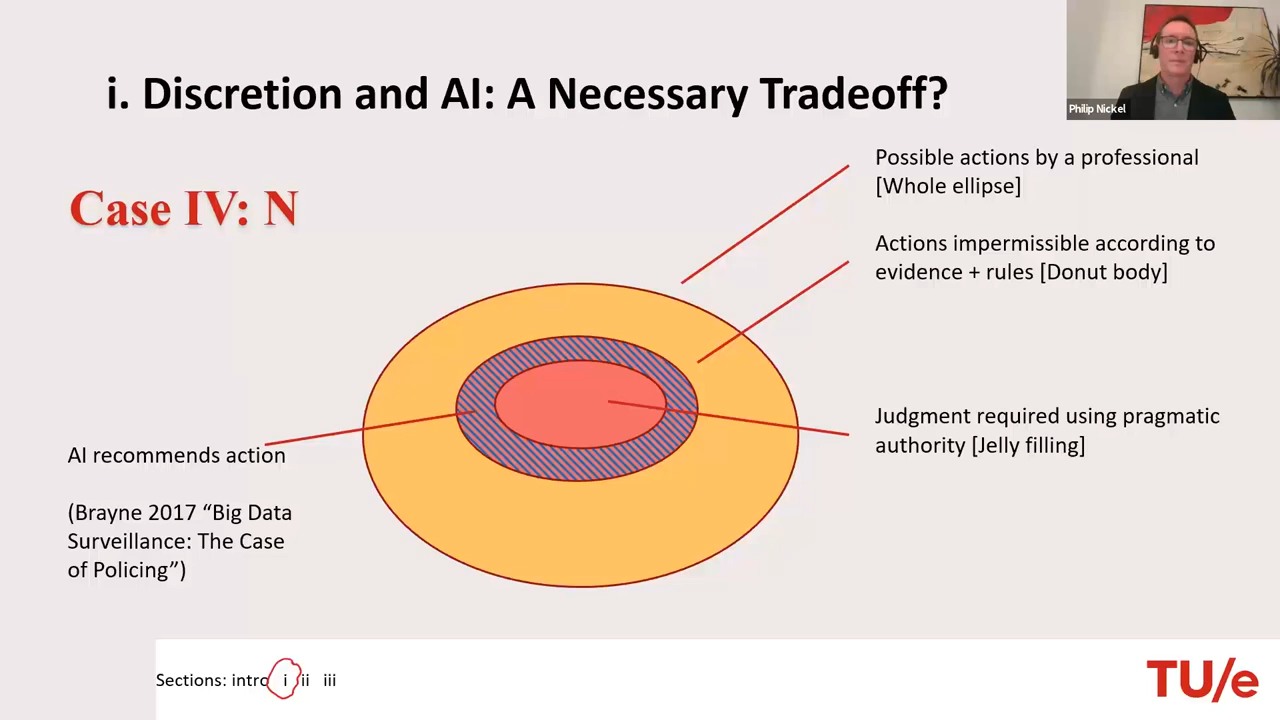 i. Discretion and AI: A Necessary Tradeoff?
Philip Nickel
Case IV: N
Possible actions by a professional
[Whole ellipse]
Actions impermissible according to
evidence + rules [Donut body]
Judgment required using pragmatic
authority [Jelly filling]
AI recommends action
(Brayne 2017 “Big Data
Surveillance: The Case
of Policing”)
Sections: intro i ii iii
TU/e